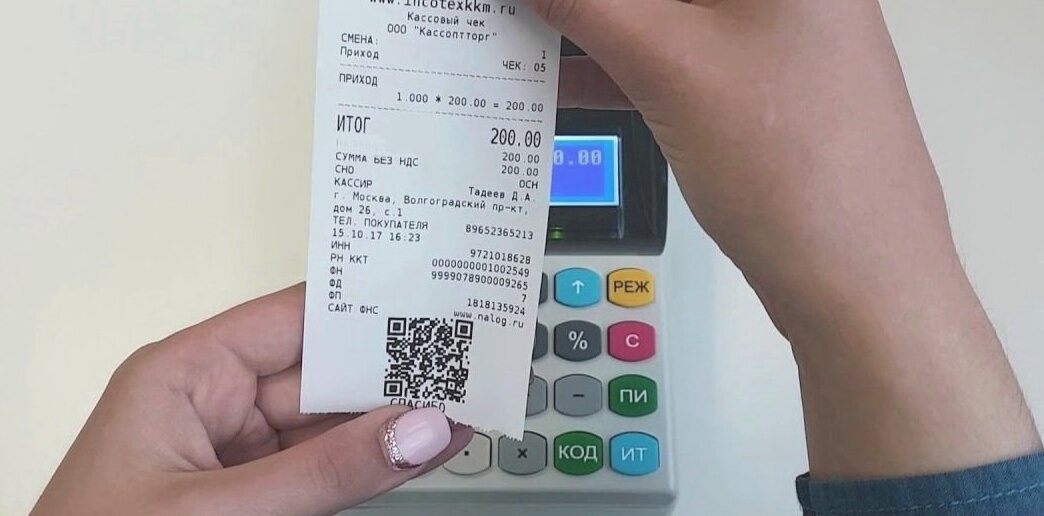 www.incotexkkm.ru
Кассовый чек
ООО "Кассоптторг"
СМЕНА: 1
Приход ЧЕК: 05
ПРИХОД
1.000 * 200.00 = 200.00
ИТОГ 200.00
200.00
СУММА БЕЗ НДС 200.00
СНО ОСН
КАССИР Тадеев Д.А.
г. Москва, Волгоградский пр-кт,
дом 26, с.1
ТЕЛ. ПОКУПАТЕЛЯ 89652365213
15.10.17 16:23
ИНН 9721018628
РН ККТ 0000000001002549
ФН 9999078900009265
ФД 7
ФП 1818135924
САЙТ ФНС www.nalog.ru
СПАСИБО
0.00
↑ РЕЖ
% С
− ПИ
. × КОД ИТ